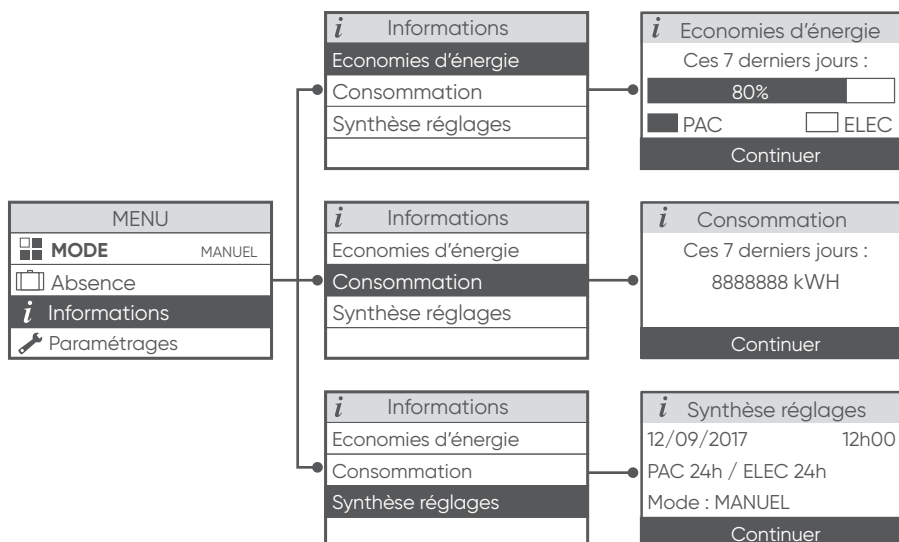 MENU
MODE MANUEL
Absence
i Informations
Paramétrages
i Informations
Economies d'énergie
Consommation
Synthèse réglages
i Economies d'énergie
Ces 7 derniers jours :
80%
PAC ELEC
Continuer
i Informations
Economies d'énergie
Consommation
Synthèse réglages
i Consommation
Ces 7 derniers jours :
8888888 kWH
Continuer
i Informations
Economies d'énergie
Consommation
Synthèse réglages
i Synthèse réglages
12/09/2017 12h00
PAC 24h / ELEC 24h
Mode : MANUEL
Continuer